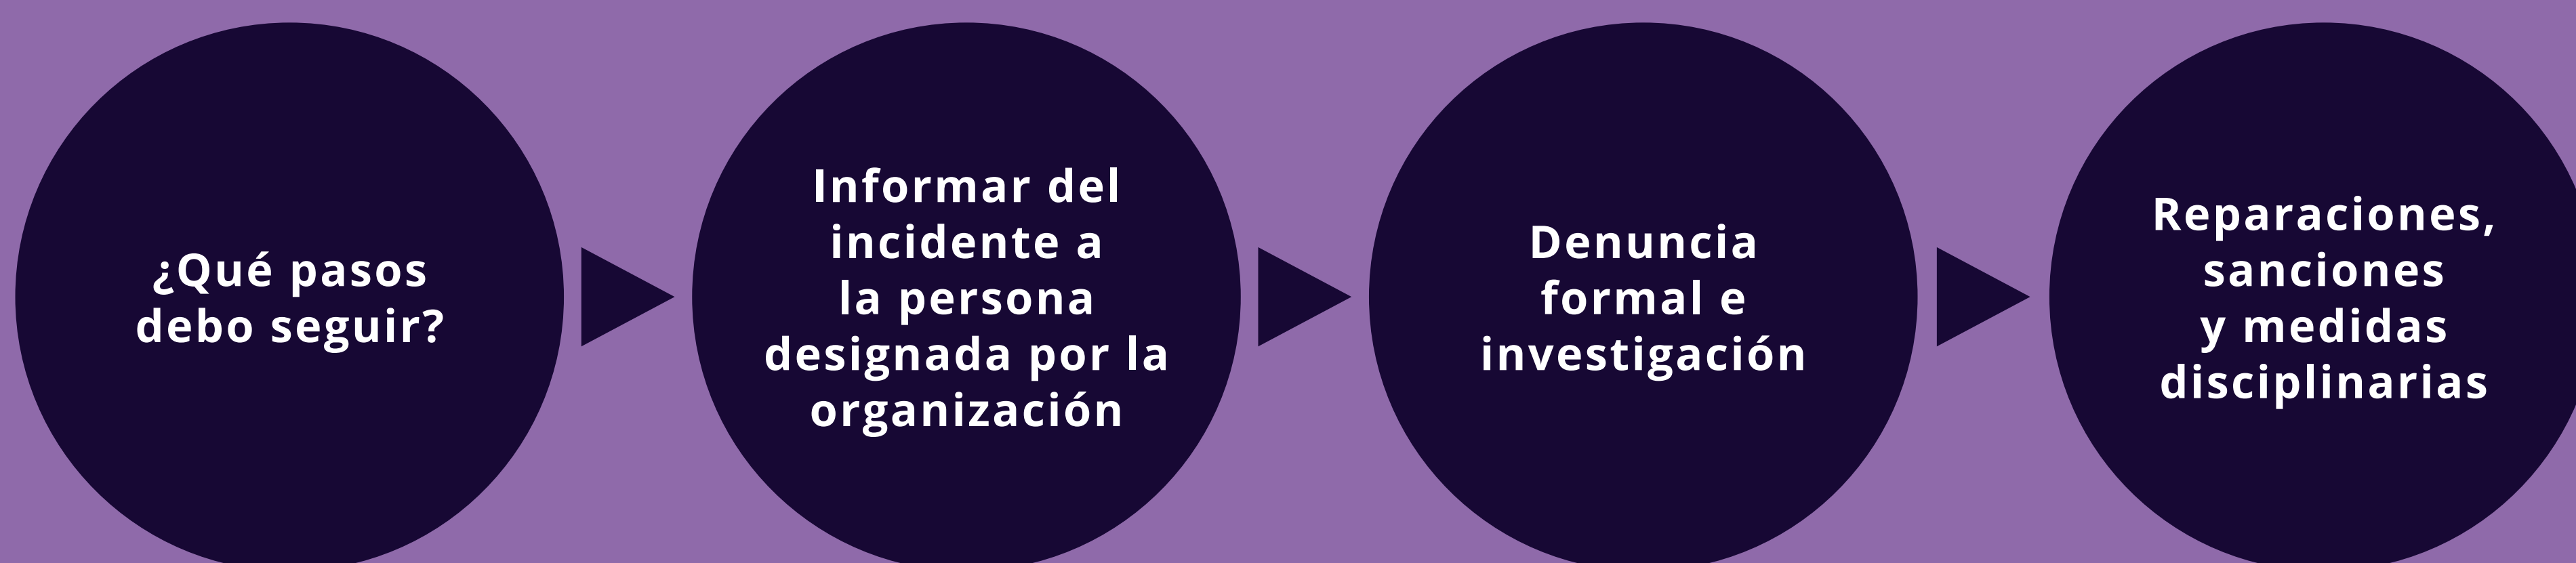 ¿Qué pasos
debo seguir?
Informar del
incidente a
la persona
designada por la
organización
Denuncia
formal e
investigación
Reparaciones,
sanciones
y medidas
disciplinarias